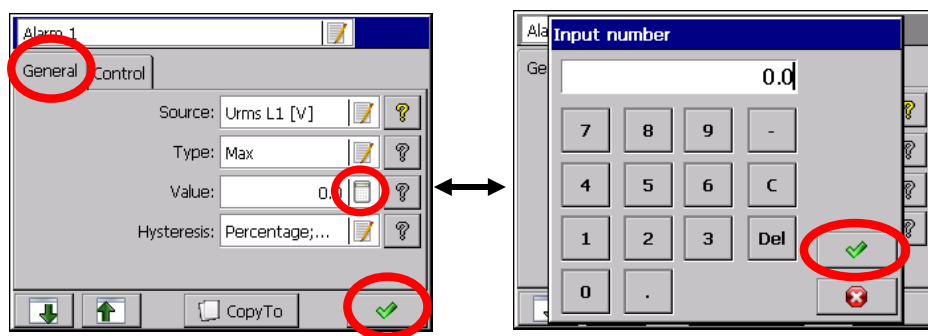 Alarm 1
General
Control
Source: Urms L1 [V]
Type: Max
Value: 0.0
Hysteresis: Percentage;...
CopyTo
Ala
Input number
Ge
0.0
7 8 9 -
4 5 6 C
1 2 3 Del
0 .